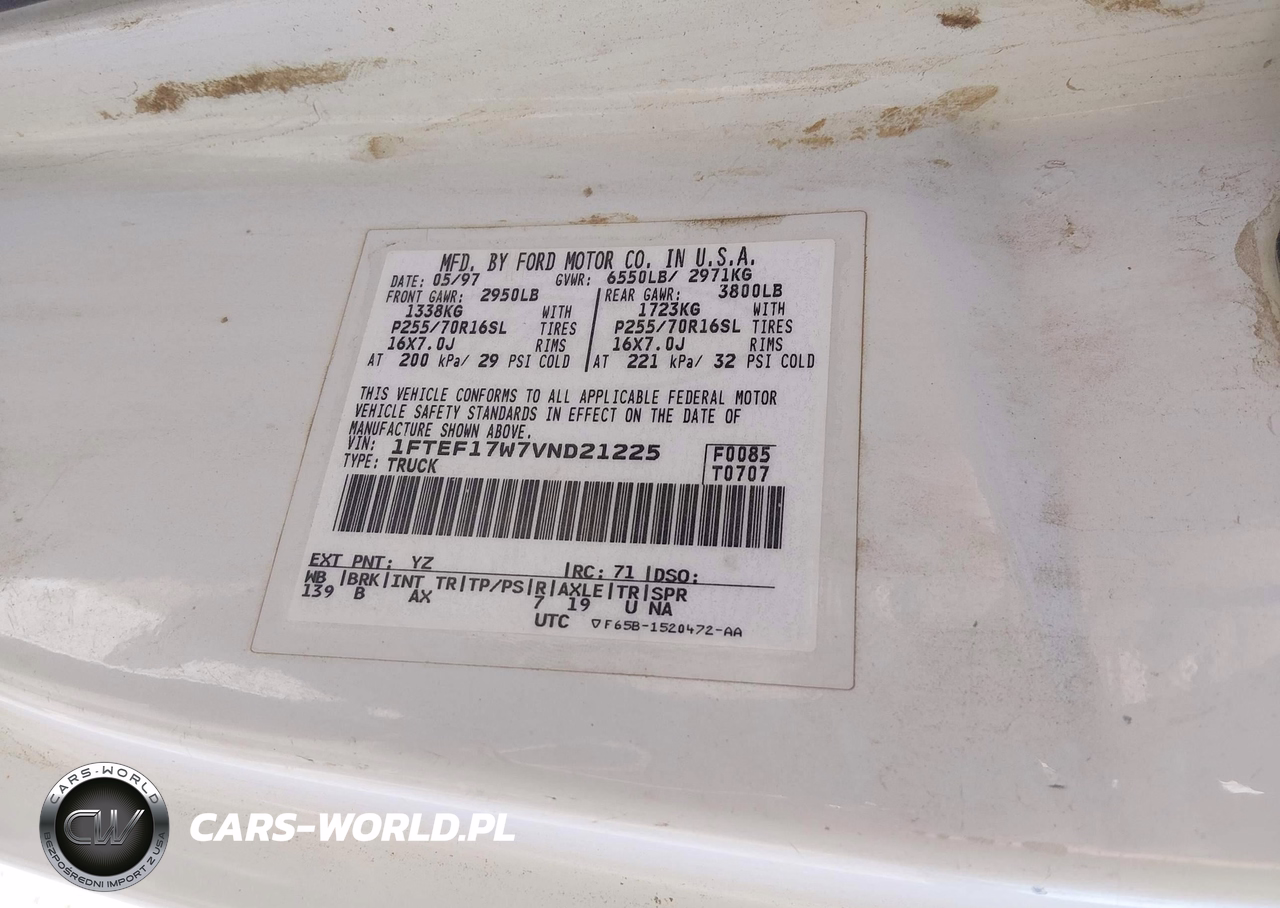 MFD. BY FORD MOTOR CO. IN U.S.A.
DATE: 05/97 GVWR: 6550LB/ 2971KG
FRONT GAWR: 2950LB REAR GAWR: 3800LB
1338KG WITH 1723KG WITH
P255/70R16SL TIRES P255/70R16SL TIRES
16X7.0J RIMS 16X7.0J RIMS
AT 200 kPa/ 29 PSI COLD AT 221 kPa/ 32 PSI COLD
THIS VEHICLE CONFORMS TO ALL APPLICABLE FEDERAL MOTOR
VEHICLE SAFETY STANDARDS IN EFFECT ON THE DATE OF
MANUFACTURE SHOWN ABOVE.
VIN: 1FTEF17W7VND21225 F0085
TYPE: TRUCK T0707
EXT PNT: YZ RC: 71 DSO:
WB BRK INT TR TP/PS R AXLE TR SPR
139 B AX 7 19 U NA
UTC F65B-1520472-AA
CARS-WORLD
CW
BEZPOŚREDNI IMPORT Z USA
CARS-WORLD.PL